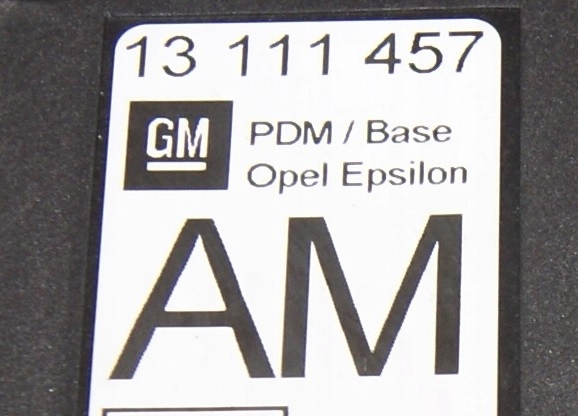 13 111 457
GM
PDM / Base
Opel Epsilon
AM